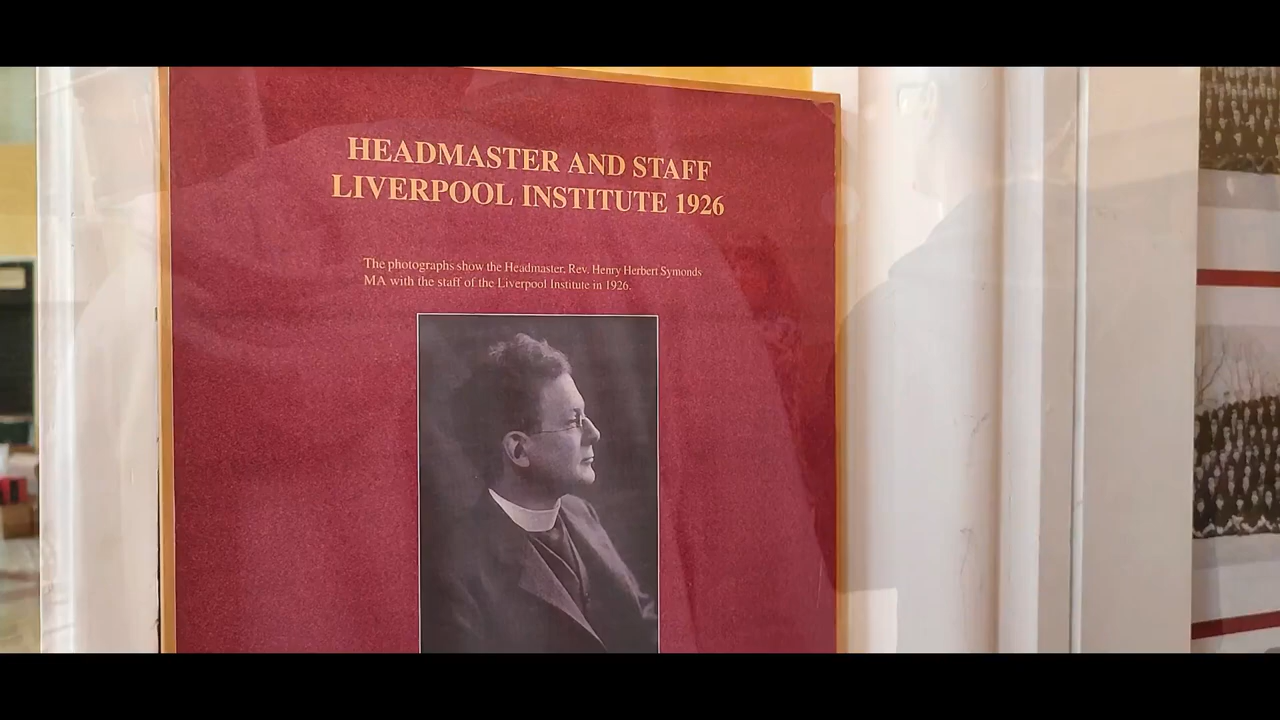 HEADMASTER AND STAFF
LIVERPOOL INSTITUTE 1926
The photographs show the Headmaster, Rev. Henry Herbert Symonds
MA with the staff of the Liverpool Institute in 1926.